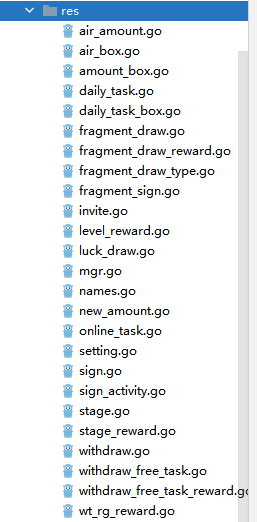 res
air_amount.go
air_box.go
amount_box.go
daily_task.go
daily_task_box.go
fragment_draw.go
fragment_draw_reward.go
fragment_draw_type.go
fragment_sign.go
invite.go
level_reward.go
luck_draw.go
mgr.go
names.go
new_amount.go
online_task.go
setting.go
sign.go
sign_activity.go
stage.go
stage_reward.go
withdraw.go
withdraw_free_task.go
withdraw_free_task_reward.go
wt_rg_reward.go